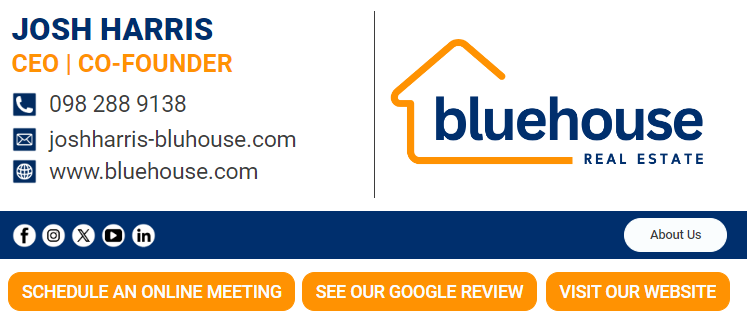 JOSH HARRIS
CEO | CO-FOUNDER
098 288 9138
joshharris-bluhouse.com
www.bluehouse.com
bluehouse
REAL ESTATE
About Us
SCHEDULE AN ONLINE MEETING
SEE OUR GOOGLE REVIEW
VISIT OUR WEBSITE